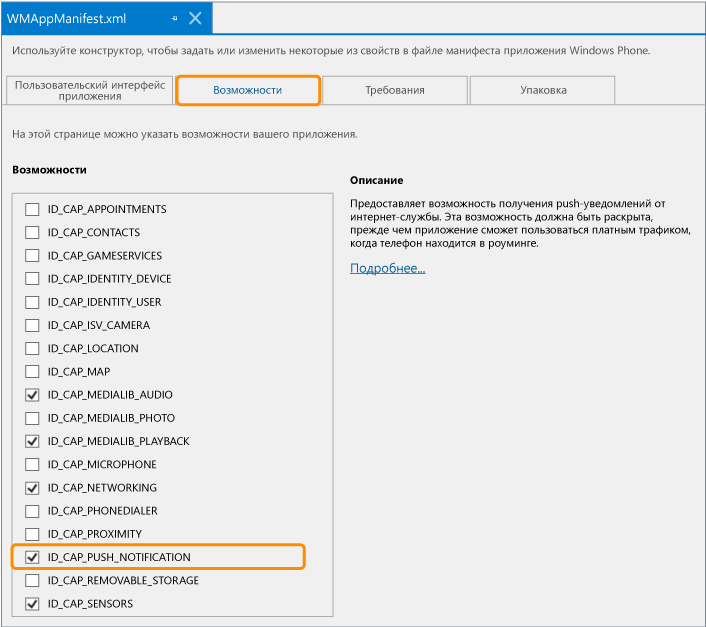 WMAppManifest.xml
Используйте конструктор, чтобы задать или изменить некоторые из свойств в файле манифеста приложения Windows Phone.
Пользовательский интерфейс
приложения
Возможности
Требования
Упаковка
На этой странице можно указать возможности вашего приложения.
Возможности
ID_CAP_APPOINTMENTS
ID_CAP_CONTACTS
ID_CAP_GAMESERVICES
ID_CAP_IDENTITY_DEVICE
ID_CAP_IDENTITY_USER
ID_CAP_ISV_CAMERA
ID_CAP_LOCATION
ID_CAP_MAP
ID_CAP_MEDIALIB_AUDIO
ID_CAP_MEDIALIB_PHOTO
ID_CAP_MEDIALIB_PLAYBACK
ID_CAP_MICROPHONE
ID_CAP_NETWORKING
ID_CAP_PHONEDIALER
ID_CAP_PROXIMITY
ID_CAP_PUSH_NOTIFICATION
ID_CAP_REMOVABLE_STORAGE
ID_CAP_SENSORS
Описание
Предоставляет возможность получения push-уведомлений от
интернет-службы. Эта возможность должна быть раскрыта,
прежде чем приложение сможет пользоваться платным трафиком,
когда телефон находится в роуминге.
Подробнее...